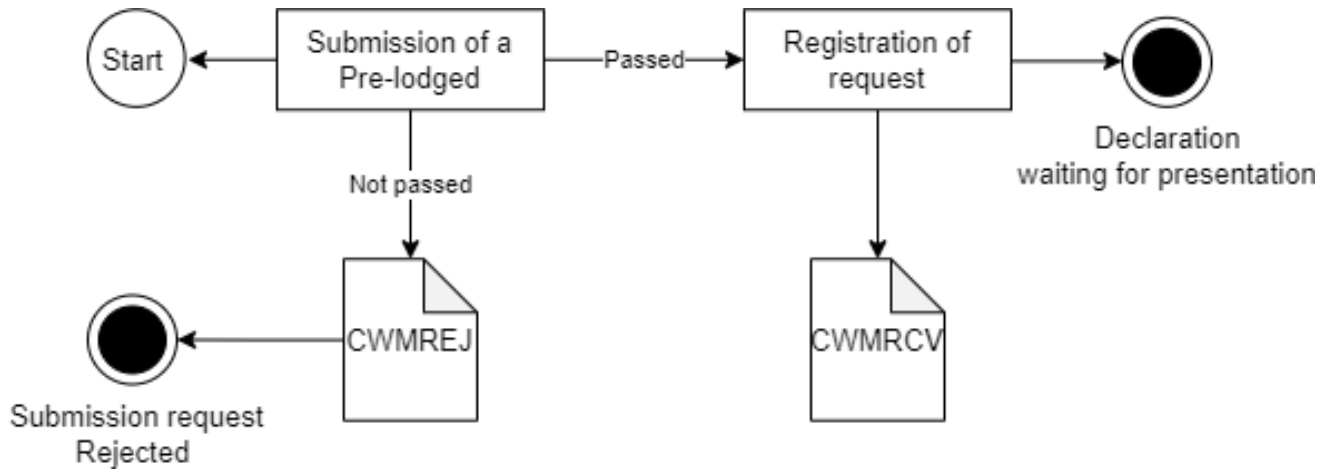 Start
Submission of a
Pre-lodged
Passed
Registration of
request
Declaration
waiting for presentation
Not passed
CWMREJ
CWMRCV
Submission request
Rejected